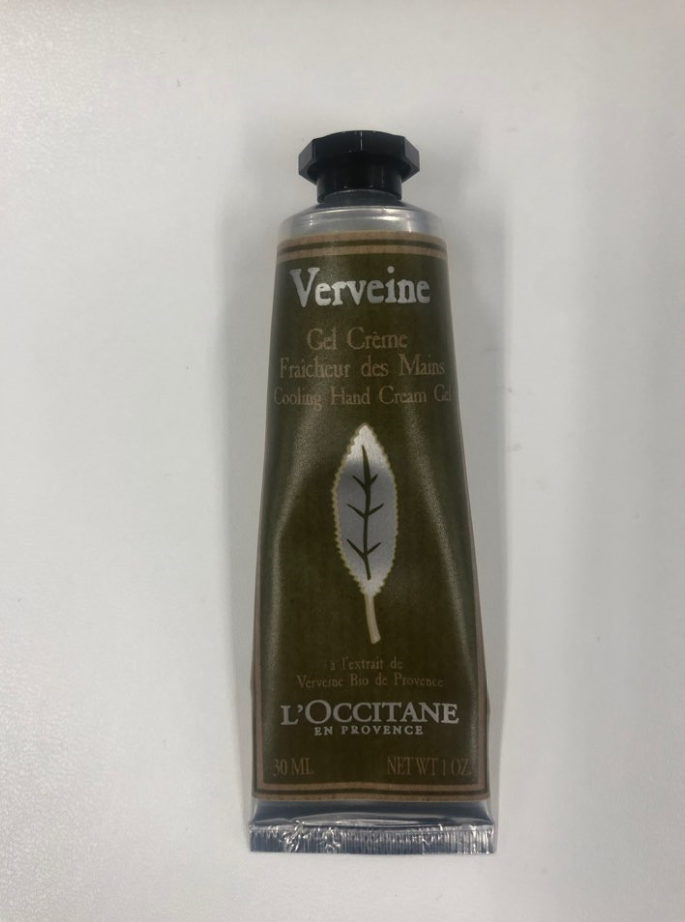 Verveine
Gel Crème
Fraîcheur des Mains
Cooling Hand Cream Gel
à l'extrait de
Verveine Bio de Provence
L'OCCITANE
EN PROVENCE
30 ML NET WT 1 OZ.